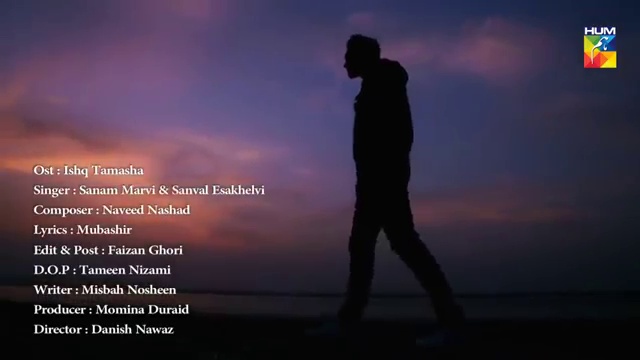 HUM
Ost : Ishq Tamasha
Singer : Sanam Marvi & Sanval Esakhelvi
Composer : Naveed Nashad
Lyrics : Mubashir
Edit & Post : Faizan Ghori
D.O.P : Tameen Nizami
Writer : Misbah Nosheen
Producer : Momina Duraid
Director : Danish Nawaz